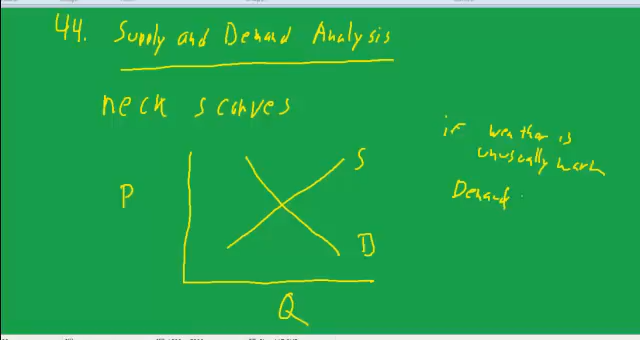 44. Supply and Demand Analysis
neck scarves
if weather is
unusually warm
Demand
P
S
D
Q